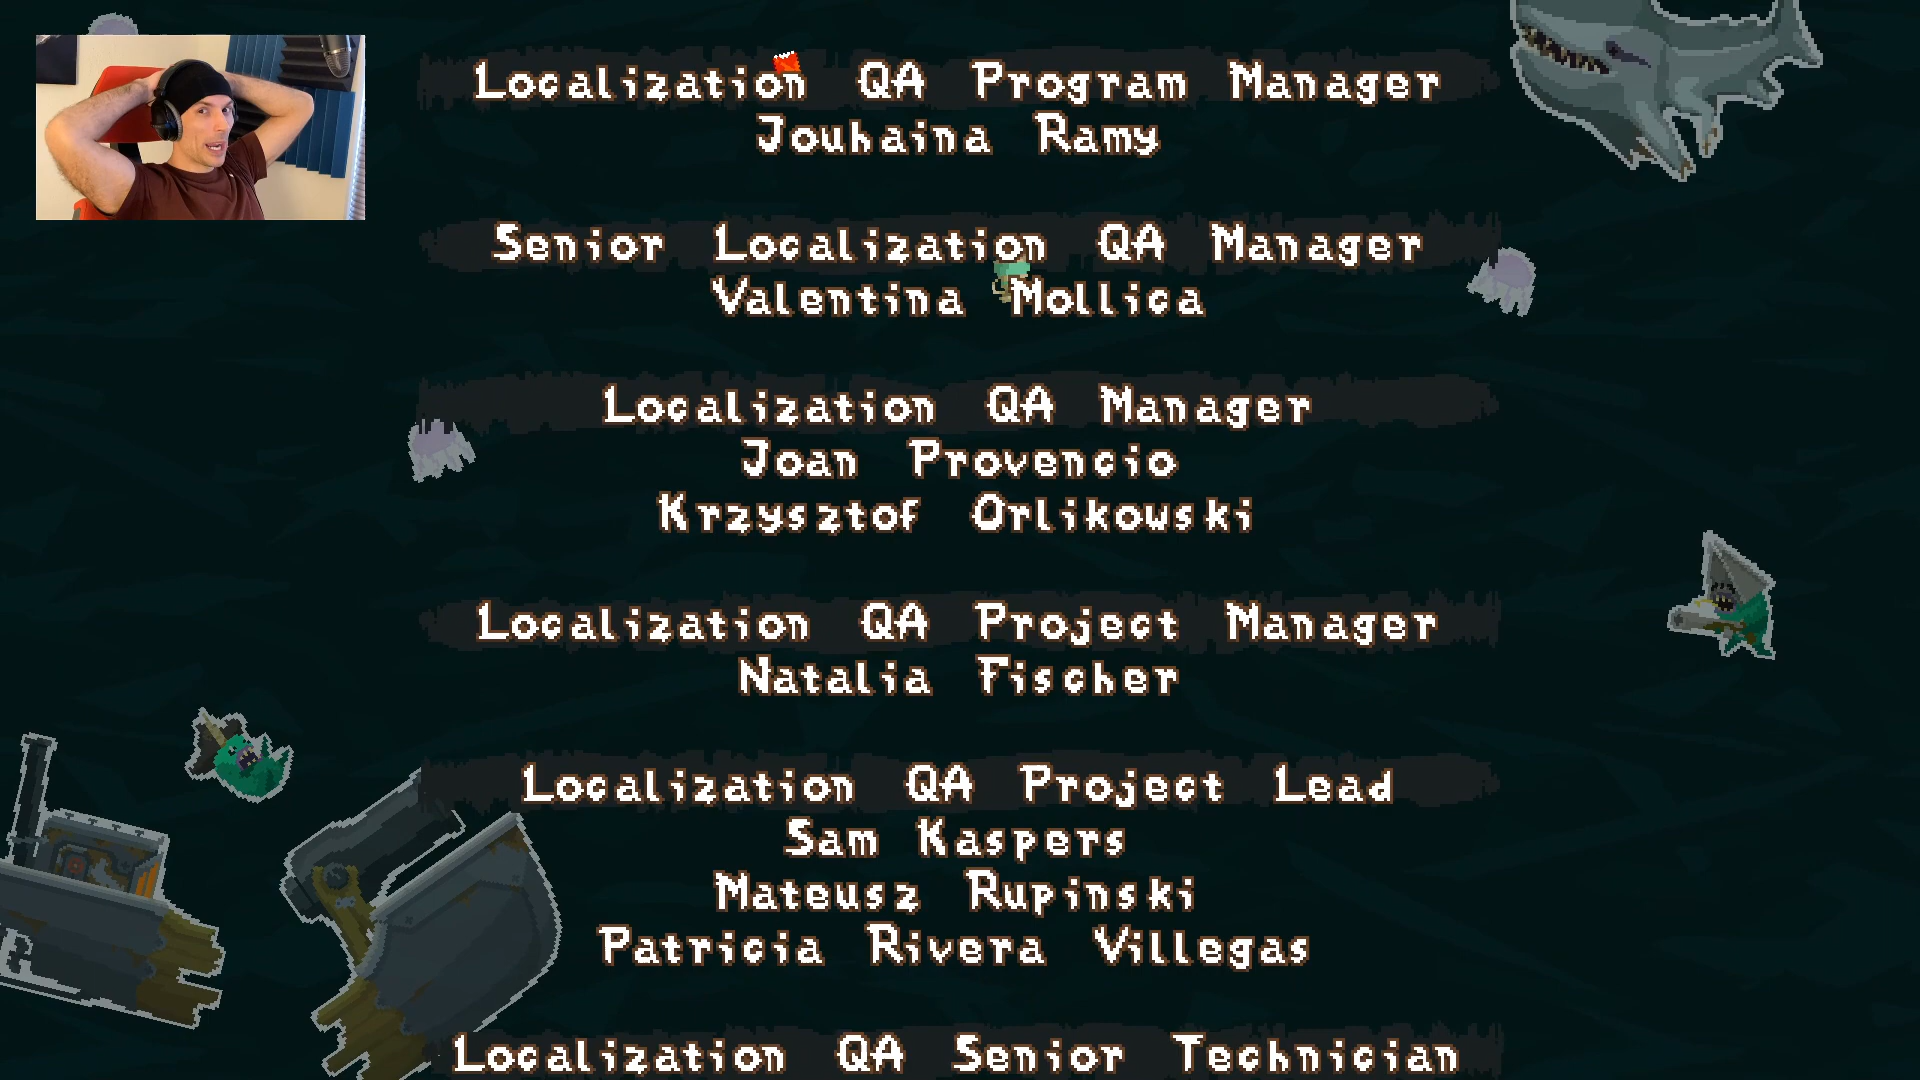 Localization QA Program Manager
Jouhaina Ramy
Senior Localization QA Manager
Valentina Mollica
Localization QA Manager
Joan Provencio
Krzysztof Orlikowski
Localization QA Project Manager
Natalia Fischer
Localization QA Project Lead
Sam Kaspers
Mateusz Rupinski
Patricia Rivera Villegas
Localization QA Senior Technician